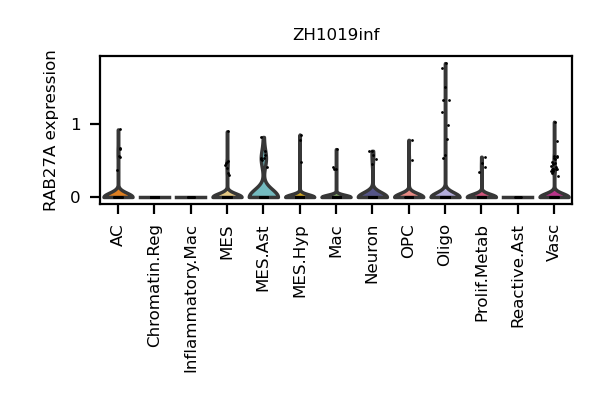 ZH1019inf
RAB27A expression
1
0
AC
Chromatin.Reg
Inflammatory.Mac
MES
MES.Ast
MES.Hyp
Mac
Neuron
OPC
Oligo
Prolif.Metab
Reactive.Ast
Vasc